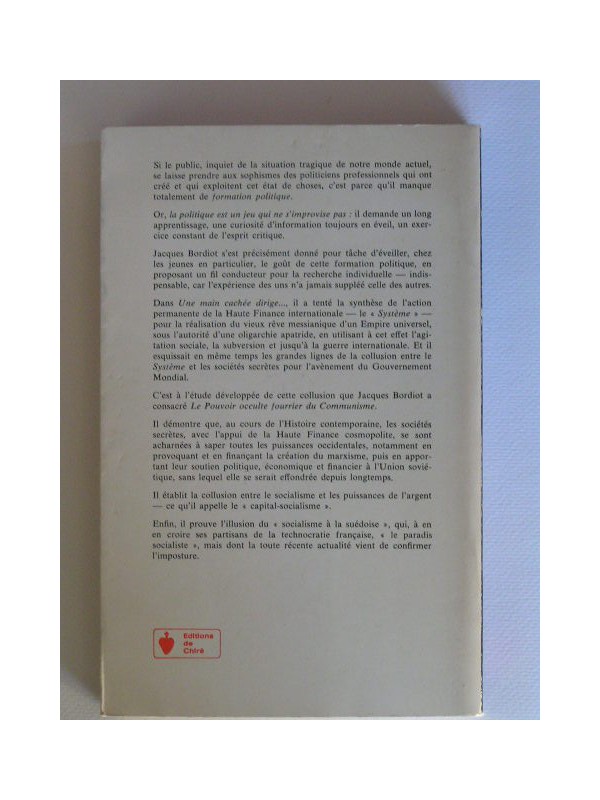 Si le public, inquiet de la situation tragique de notre monde actuel,
se laisse prendre aux sophismes des politiciens professionnels qui ont
créé et qui exploitent cet état de choses, c'est parce qu'il manque
totalement de formation politique.
Or, la politique est un jeu qui ne s'improvise pas : il demande un long
apprentissage, une curiosité d'information toujours en éveil, un exer-
cice constant de l'esprit critique.
Jacques Bordiot s'est précisément donné pour tâche d'éveiller, chez
les jeunes en particulier, le goût de cette formation politique, en
proposant un fil conducteur pour la recherche individuelle — indis-
pensable, car l'expérience des uns n'a jamais suppléé celle des autres.
Dans Une main cachée dirige..., il a tenté la synthèse de l'action
permanente de la Haute Finance internationale — le « Système » —
pour la réalisation du vieux rêve messianique d'un Empire universel,
sous l'autorité d'une oligarchie apatride, en utilisant à cet effet l'agi-
tation sociale, la subversion et jusqu'à la guerre internationale. Et il
esquissait en même temps les grandes lignes de la collusion entre le
Système et les sociétés secrètes pour l'avènement du Gouvernement
Mondial.
C'est à l'étude développée de cette collusion que Jacques Bordiot a
consacré Le Pouvoir occulte fourrier du Communisme.
Il démontre que, au cours de l'Histoire contemporaine, les sociétés
secrètes, avec l'appui de la Haute Finance cosmopolite, se sont
acharnées à saper toutes les puissances occidentales, notamment en
provoquant et en finançant la création du marxisme, puis en appor-
tant leur soutien politique, économique et financier à l'Union sovié-
tique, sans lequel elle se serait effondrée depuis longtemps.
Il établit la collusion entre le socialisme et les puissances de l'argent
— ce qu'il appelle le « capital-socialisme ».
Enfin, il prouve l'illusion du « socialisme à la suédoise », qui, à en
en croire ses partisans de la technocratie française, « le paradis
socialiste », mais dont la toute récente actualité vient de confirmer
l'imposture.
Editions
de
Chiré